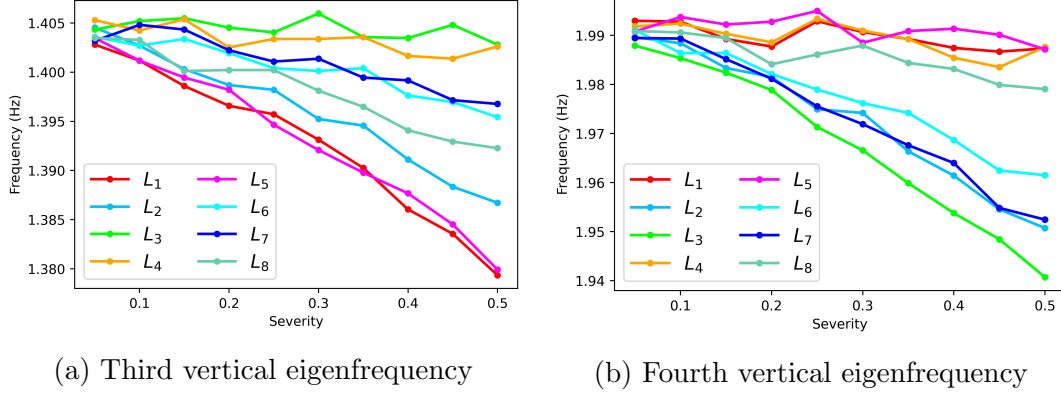 1.405
1.400
1.395
1.390
1.385
1.380
Frequency (Hz)
L1 L5
L2 L6
L3 L7
L4 L8
0.1 0.2 0.3 0.4 0.5
Severity
(a) Third vertical eigenfrequency
1.99
1.98
1.97
1.96
1.95
1.94
Frequency (Hz)
L1 L5
L2 L6
L3 L7
L4 L8
0.1 0.2 0.3 0.4 0.5
Severity
(b) Fourth vertical eigenfrequency